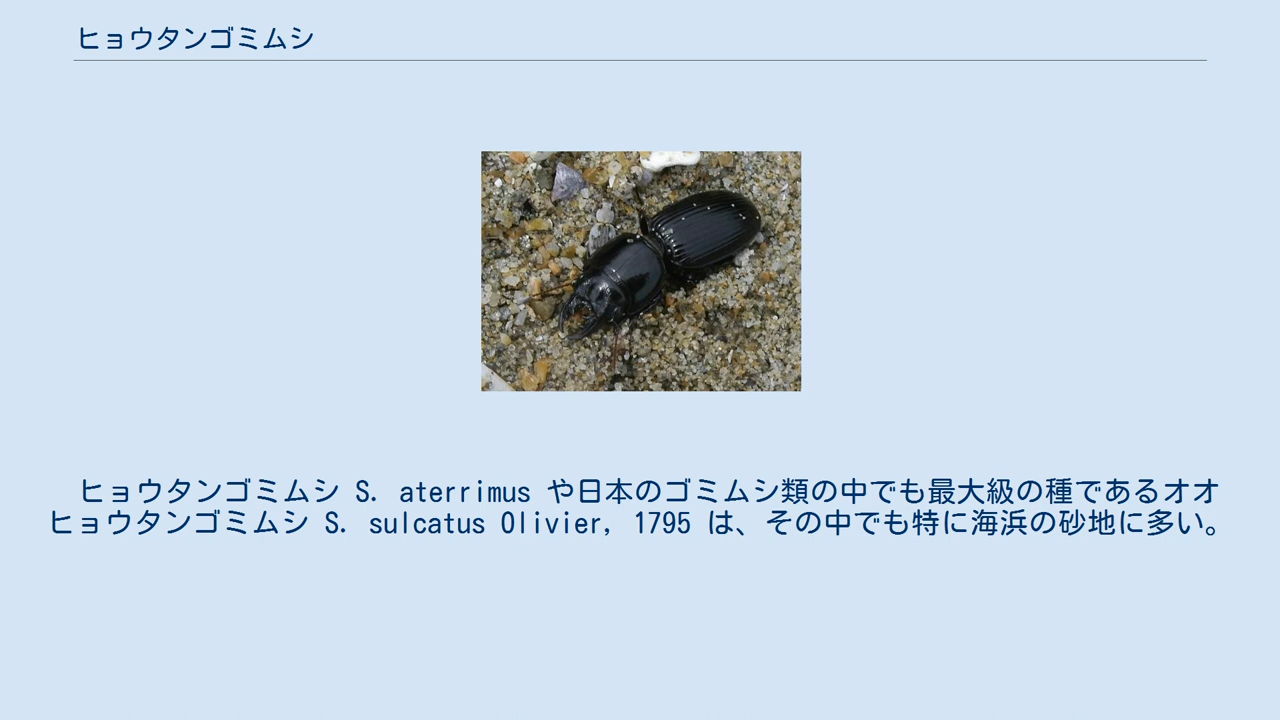 ヒョウタンゴミムシ
ヒョウタンゴミムシ S. aterrimus や日本のゴミムシ類の中でも最大級の種であるオオ
ヒョウタンゴミムシ S. sulcatus Olivier, 1795 は、その中でも特に海浜の砂地に多い。